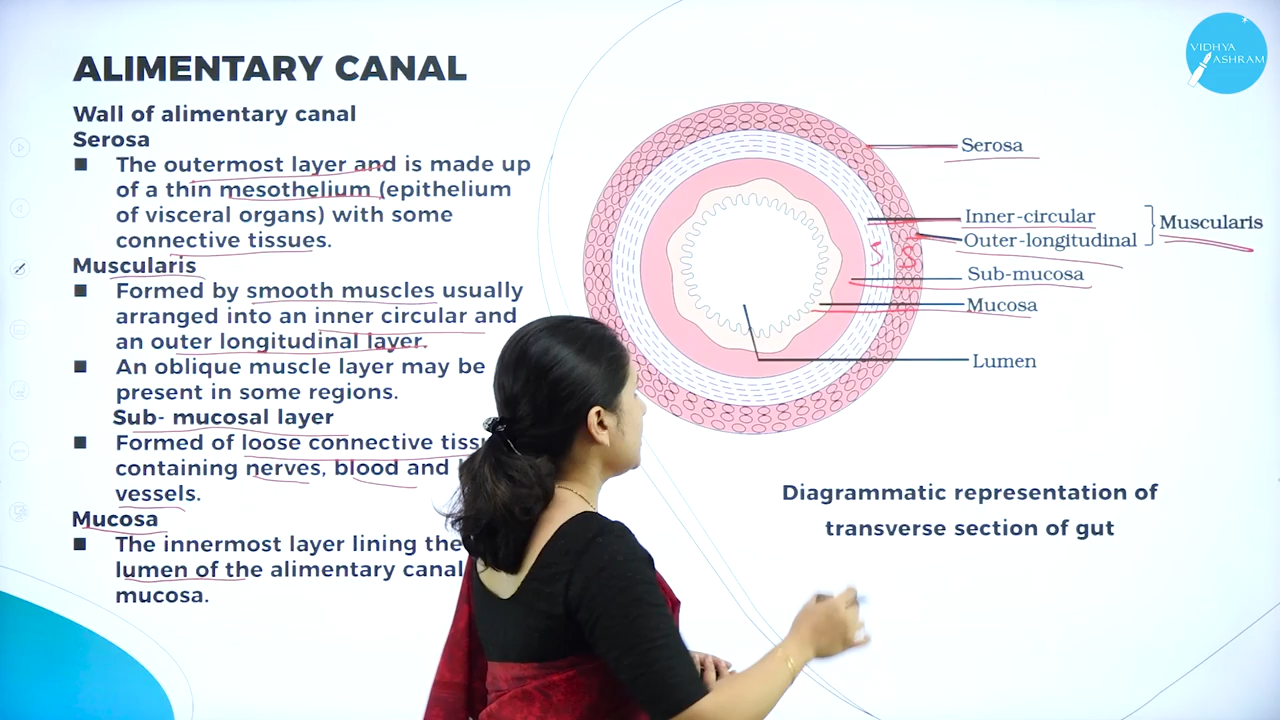 VIDHYA
ASHRAM
ALIMENTARY CANAL
Wall of alimentary canal
Serosa
■ The outermost layer and is made up
of a thin mesothelium (epithelium
of visceral organs) with some
connective tissues.
Muscularis
■ Formed by smooth muscles usually
arranged into an inner circular and
an outer longitudinal layer.
■ An oblique muscle layer may be
present in some regions.
Sub- mucosal layer
■ Formed of loose connective
containing nerves, blood and
vessels.
Mucosa
■ The innermost layer lining the
lumen of the alimentary canal
mucosa.
Serosa
Inner-circular
Outer-longitudinal
Muscularis
Sub-mucosa
Mucosa
Lumen
Diagrammatic representation of
transverse section of gut